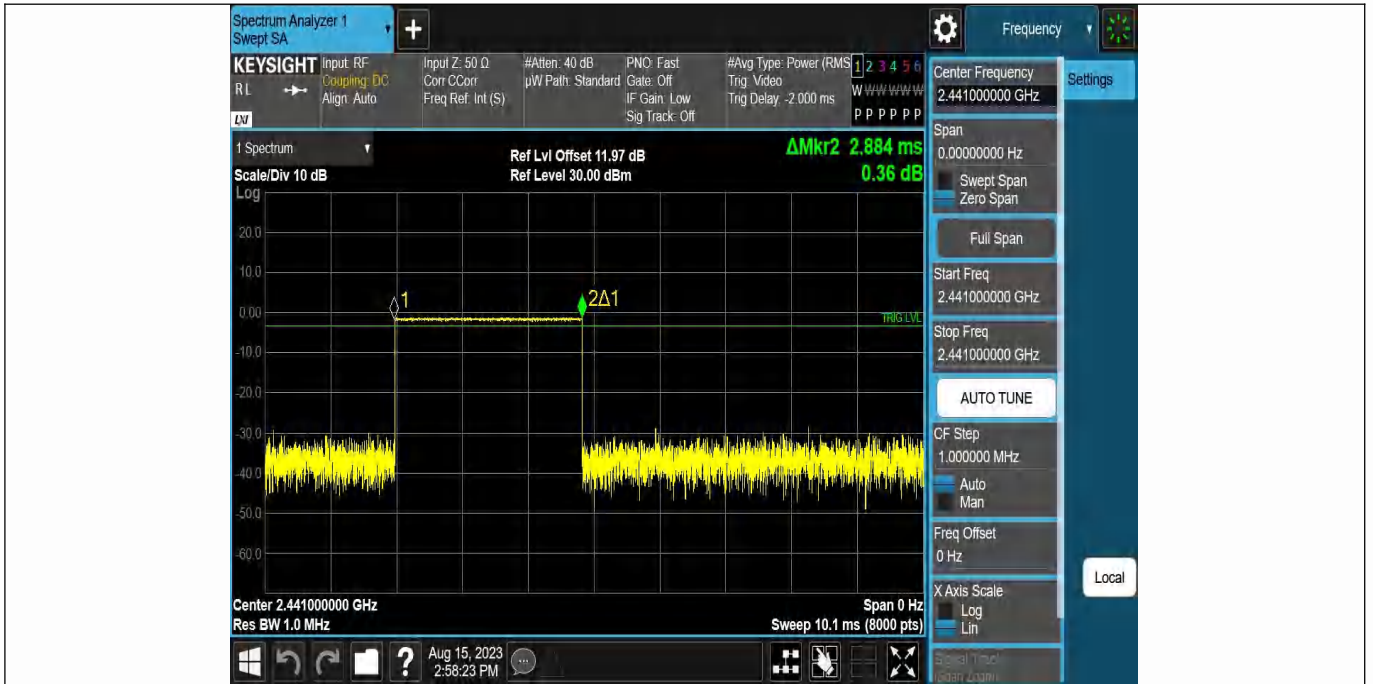 Spectrum Analyzer 1
Swept SA
+
Frequency
KEYSIGHT
RL
LXI
Input: RF
Coupling: DC
Align: Auto
Input Z: 50 Ω
Corr CCorr
Freq Ref: Int (S)
#Atten: 40 dB
µW Path: Standard
PNO: Fast
Gate: Off
IF Gain: Low
Sig Track: Off
#Avg Type: Power (RMS
Trig: Video
Trig Delay: -2.000 ms
1 2 3 4 5 6
W W W W W W
P P P P P P
Center Frequency
2.441000000 GHz
Settings
1 Spectrum
Scale/Div 10 dB
Ref Lvl Offset 11.97 dB
Ref Level 30.00 dBm
ΔMkr2 2.884 ms
0.36 dB
Log
20.0
10.0
0.00
-10.0
-20.0
-30.0
-40.0
-50.0
-60.0
1
2Δ1
TRIG LVL
Span
0.00000000 Hz
Swept Span
Zero Span
Full Span
Start Freq
2.441000000 GHz
Stop Freq
2.441000000 GHz
AUTO TUNE
CF Step
1.000000 MHz
Auto
Man
Freq Offset
0 Hz
X Axis Scale
Log
Lin
Signal Track
(Span Zoom)
Local
Center 2.441000000 GHz
Res BW 1.0 MHz
Span 0 Hz
Sweep 10.1 ms (8000 pts)
?
Aug 15, 2023
2:58:23 PM